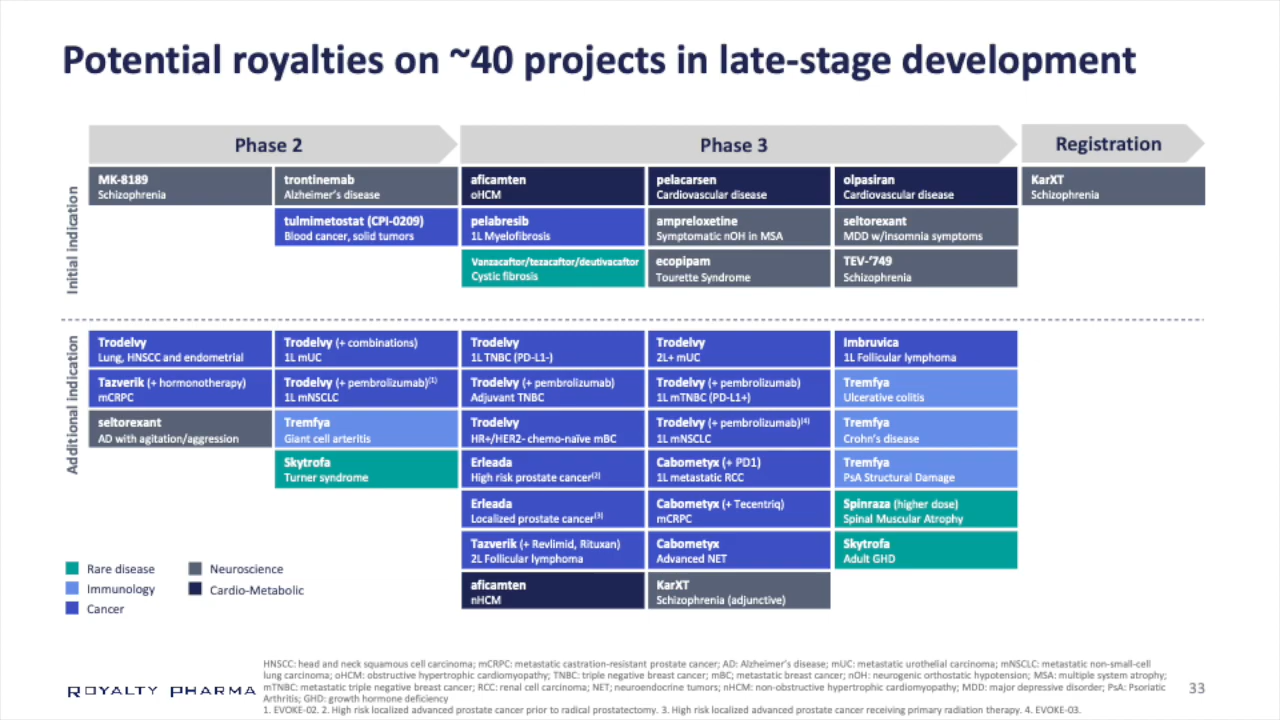 Potential royalties on ~40 projects in late-stage development
Phase 2
Phase 3
Registration
Initial indication
MK-8189
Schizophrenia
trontinemab
Alzheimer's disease
aficamten
oHCM
pelacarsen
Cardiovascular disease
olpasiran
Cardiovascular disease
KarXT
Schizophrenia
tulmimetostat (CPI-0209)
Blood cancer, solid tumors
pelabresib
1L Myelofibrosis
ampreloxetine
Symptomatic nOH in MSA
seltorexant
MDD w/insomnia symptoms
Vanzacaftor/tezacaftor/deutivacaftor
Cystic fibrosis
ecopipam
Tourette Syndrome
TEV-'749
Schizophrenia
Additional indication
Trodelvy
Lung, HNSCC and endometrial
Trodelvy (+ combinations)
1L mUC
Trodelvy
1L TNBC (PD-L1-)
Trodelvy
2L+ mUC
Imbruvica
1L Follicular lymphoma
Tazverik (+ hormonotherapy)
mCRPC
Trodelvy (+ pembrolizumab)(1)
1L mNSCLC
Trodelvy (+ pembrolizumab)
Adjuvant TNBC
Trodelvy (+ pembrolizumab)
1L mTNBC (PD-L1+)
Tremfya
Ulcerative colitis
seltorexant
AD with agitation/aggression
Tremfya
Giant cell arteritis
Trodelvy
HR+/HER2- chemo-naïve mBC
Trodelvy (+ pembrolizumab)(4)
1L mNSCLC
Tremfya
Crohn's disease
Skytrofa
Turner syndrome
Erleada
High risk prostate cancer(2)
Cabometyx (+ PD1)
1L metastatic RCC
Tremfya
PsA Structural Damage
Erleada
Localized prostate cancer(3)
Cabometyx (+ Tecentriq)
mCRPC
Spinraza (higher dose)
Spinal Muscular Atrophy
Tazverik (+ Revlimid, Rituxan)
2L Follicular lymphoma
Cabometyx
Advanced NET
Skytrofa
Adult GHD
aficamten
nHCM
KarXT
Schizophrenia (adjunctive)
Rare disease
Immunology
Cancer
Neuroscience
Cardio-Metabolic
HNSCC: head and neck squamous cell carcinoma; mCRPC: metastatic castration-resistant prostate cancer; AD: Alzheimer's disease; mUC: metastatic urothelial carcinoma; mNSCLC: metastatic non-small-cell
lung carcinoma; oHCM: obstructive hypertrophic cardiomyopathy; TNBC: triple negative breast cancer; mBC; metastatic breast cancer; nOH: neurogenic orthostatic hypotension; MSA: multiple system atrophy;
mTNBC: metastatic triple negative breast cancer; RCC: renal cell carcinoma; NET; neuroendocrine tumors; nHCM: non-obstructive hypertrophic cardiomyopathy; MDD: major depressive disorder; PsA: Psoriatic
Arthritis; GHD: growth hormone deficiency
1. EVOKE-02. 2. High risk localized advanced prostate cancer prior to radical prostatectomy. 3. High risk localized advanced prostate cancer receiving primary radiation therapy. 4. EVOKE-03.
ROYALTY PHARMA
33